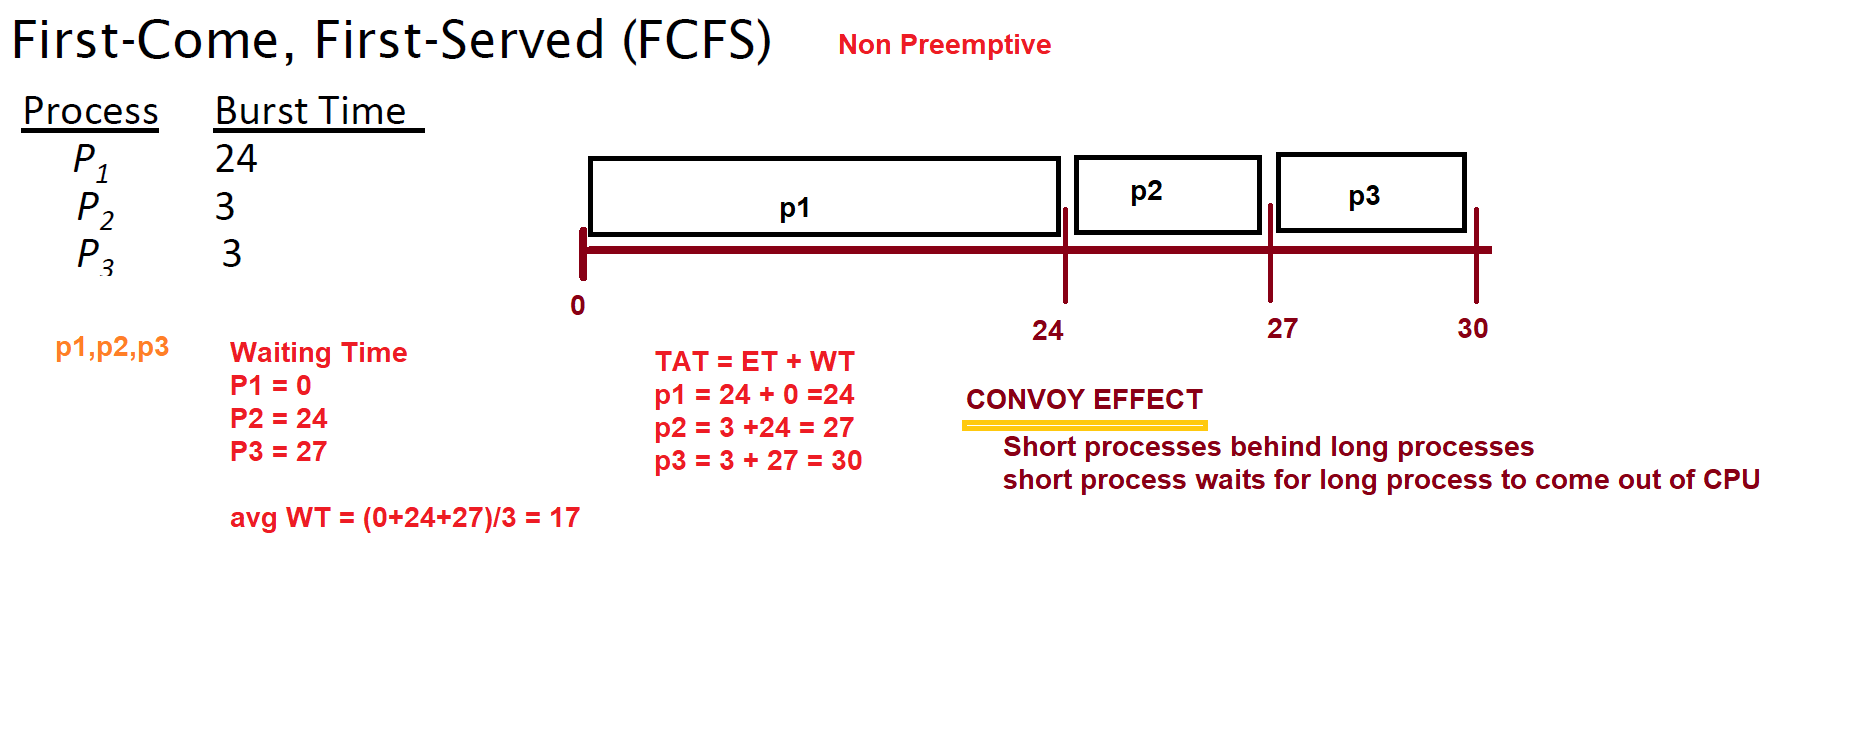 First-Come, First-Served (FCFS)
Non Preemptive
Process Burst Time
P1 24
P2 3
P3 3
p1 p2 p3
0 24 27 30
p1,p2,p3
Waiting Time
P1 = 0
P2 = 24
P3 = 27
avg WT = (0+24+27)/3 = 17
TAT = ET + WT
p1 = 24 + 0 =24
p2 = 3 +24 = 27
p3 = 3 + 27 = 30
CONVOY EFFECT
Short processes behind long processes
short process waits for long process to come out of CPU